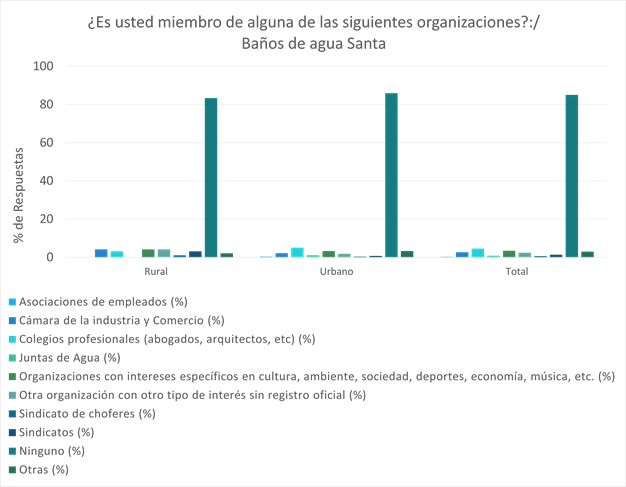 ¿Es usted miembro de alguna de las siguientes organizaciones?:/
Baños de agua Santa
100
80
60
40
20
0
% de Respuestas
Rural
Urbano
Total
Asociaciones de empleados (%)
Cámara de la industria y Comercio (%)
Colegios profesionales (abogados, arquitectos, etc) (%)
Juntas de Agua (%)
Organizaciones con intereses específicos en cultura, ambiente, sociedad, deportes, economía, música, etc. (%)
Otra organización con otro tipo de interés sin registro oficial (%)
Sindicato de choferes (%)
Sindicatos (%)
Ninguno (%)
Otras (%)